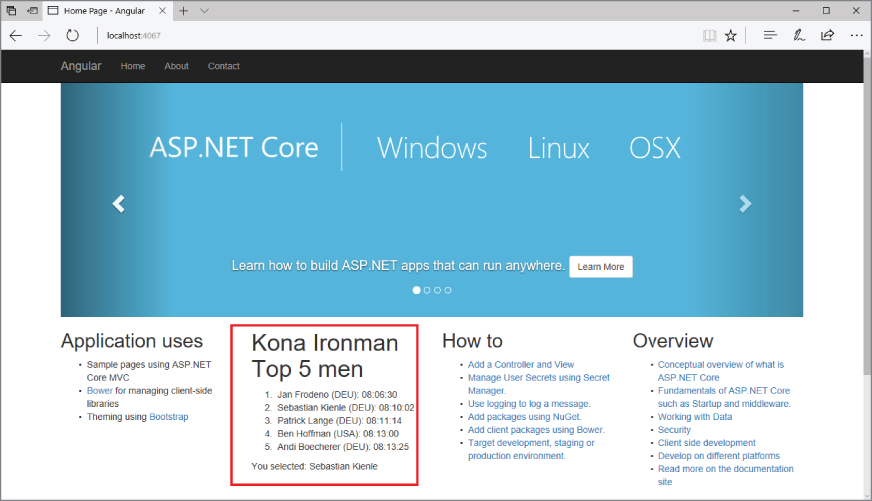 Home Page - Angular
localhost:4067
Angular Home About Contact
ASP.NET Core Windows Linux OSX
Learn how to build ASP.NET apps that can run anywhere. Learn More
Application uses
• Sample pages using ASP.NET
Core MVC
• Bower for managing client-side
libraries
• Theming using Bootstrap
Kona Ironman
Top 5 men
1. Jan Frodeno (DEU): 08:06:30
2. Sebastian Kienle (DEU): 08:10:02
3. Patrick Lange (DEU): 08:11:14
4. Ben Hoffman (USA): 08:13:00
5. Andi Boecherer (DEU): 08:13:25
You selected: Sebastian Kienle
How to
• Add a Controller and View
• Manage User Secrets using Secret
Manager.
• Use logging to log a message.
• Add packages using NuGet.
• Add client packages using Bower.
• Target development, staging or
production environment.
Overview
• Conceptual overview of what is
ASP.NET Core
• Fundamentals of ASP.NET Core
such as Startup and middleware.
• Working with Data
• Security
• Client side development
• Develop on different platforms
• Read more on the documentation
site